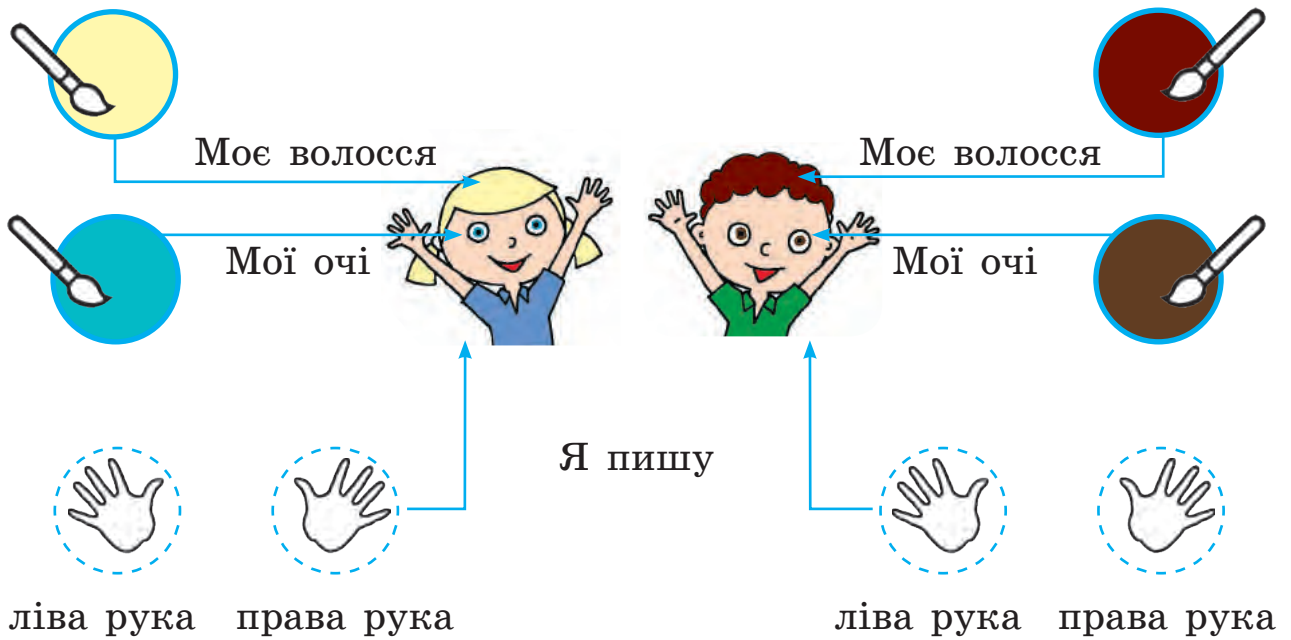 Моє волосся
Моє волосся
Мої очі
Мої очі
Я пишу
ліва рука права рука
ліва рука права рука